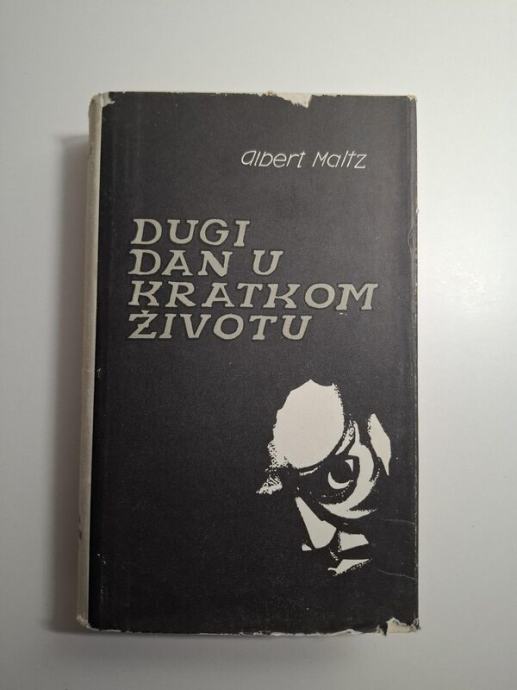 albert Maltz
DUGI
DAN U
KRATKOM
ŽIVOTU